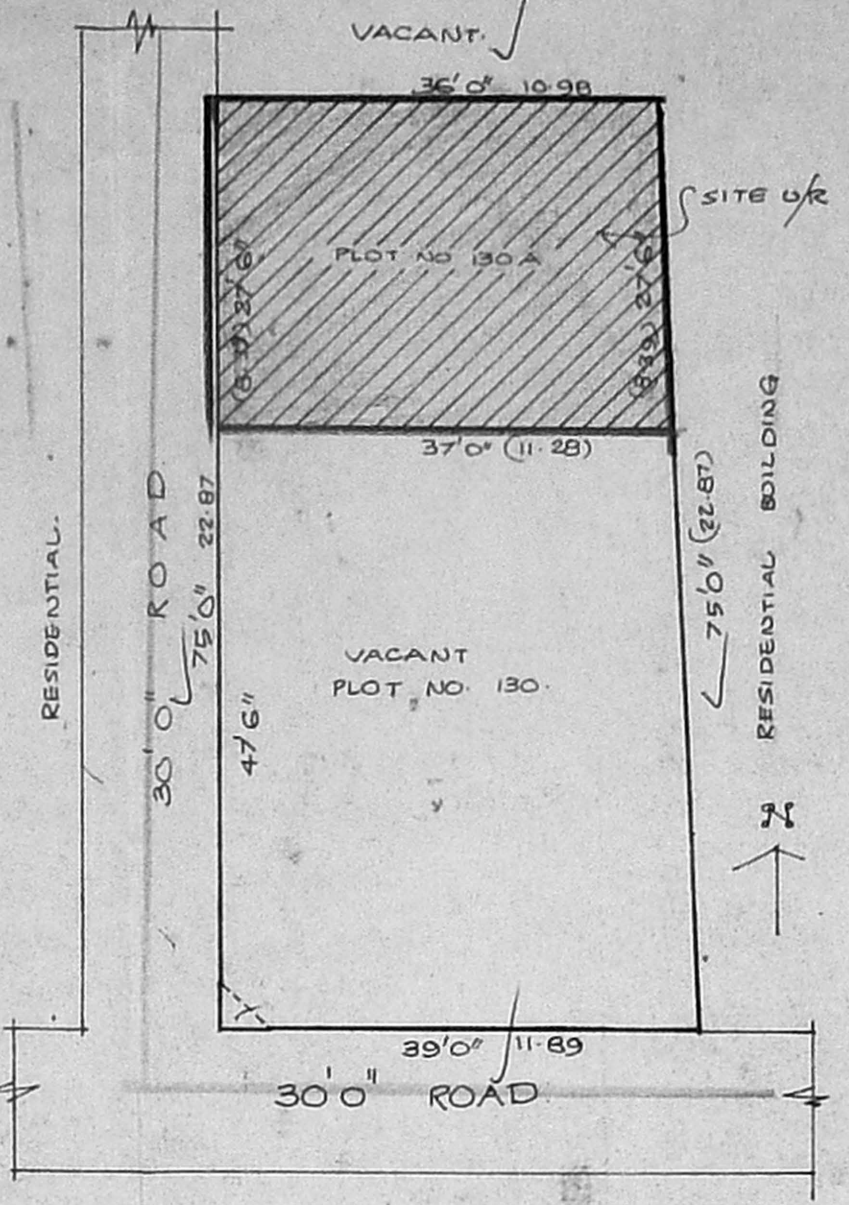 VACANT.
36'0" 10.98
SITE U/R
PLOT NO 130A
(8.39) 27'6"
(8.39) 27'6"
37'0" (11.28)
RESIDENTIAL.
30'0" ROAD
75'0" 22.87
75'0" (22.87)
RESIDENTIAL BUILDING
VACANT
PLOT NO. 130.
47'6"
N
39'0" 11.89
30'0" ROAD